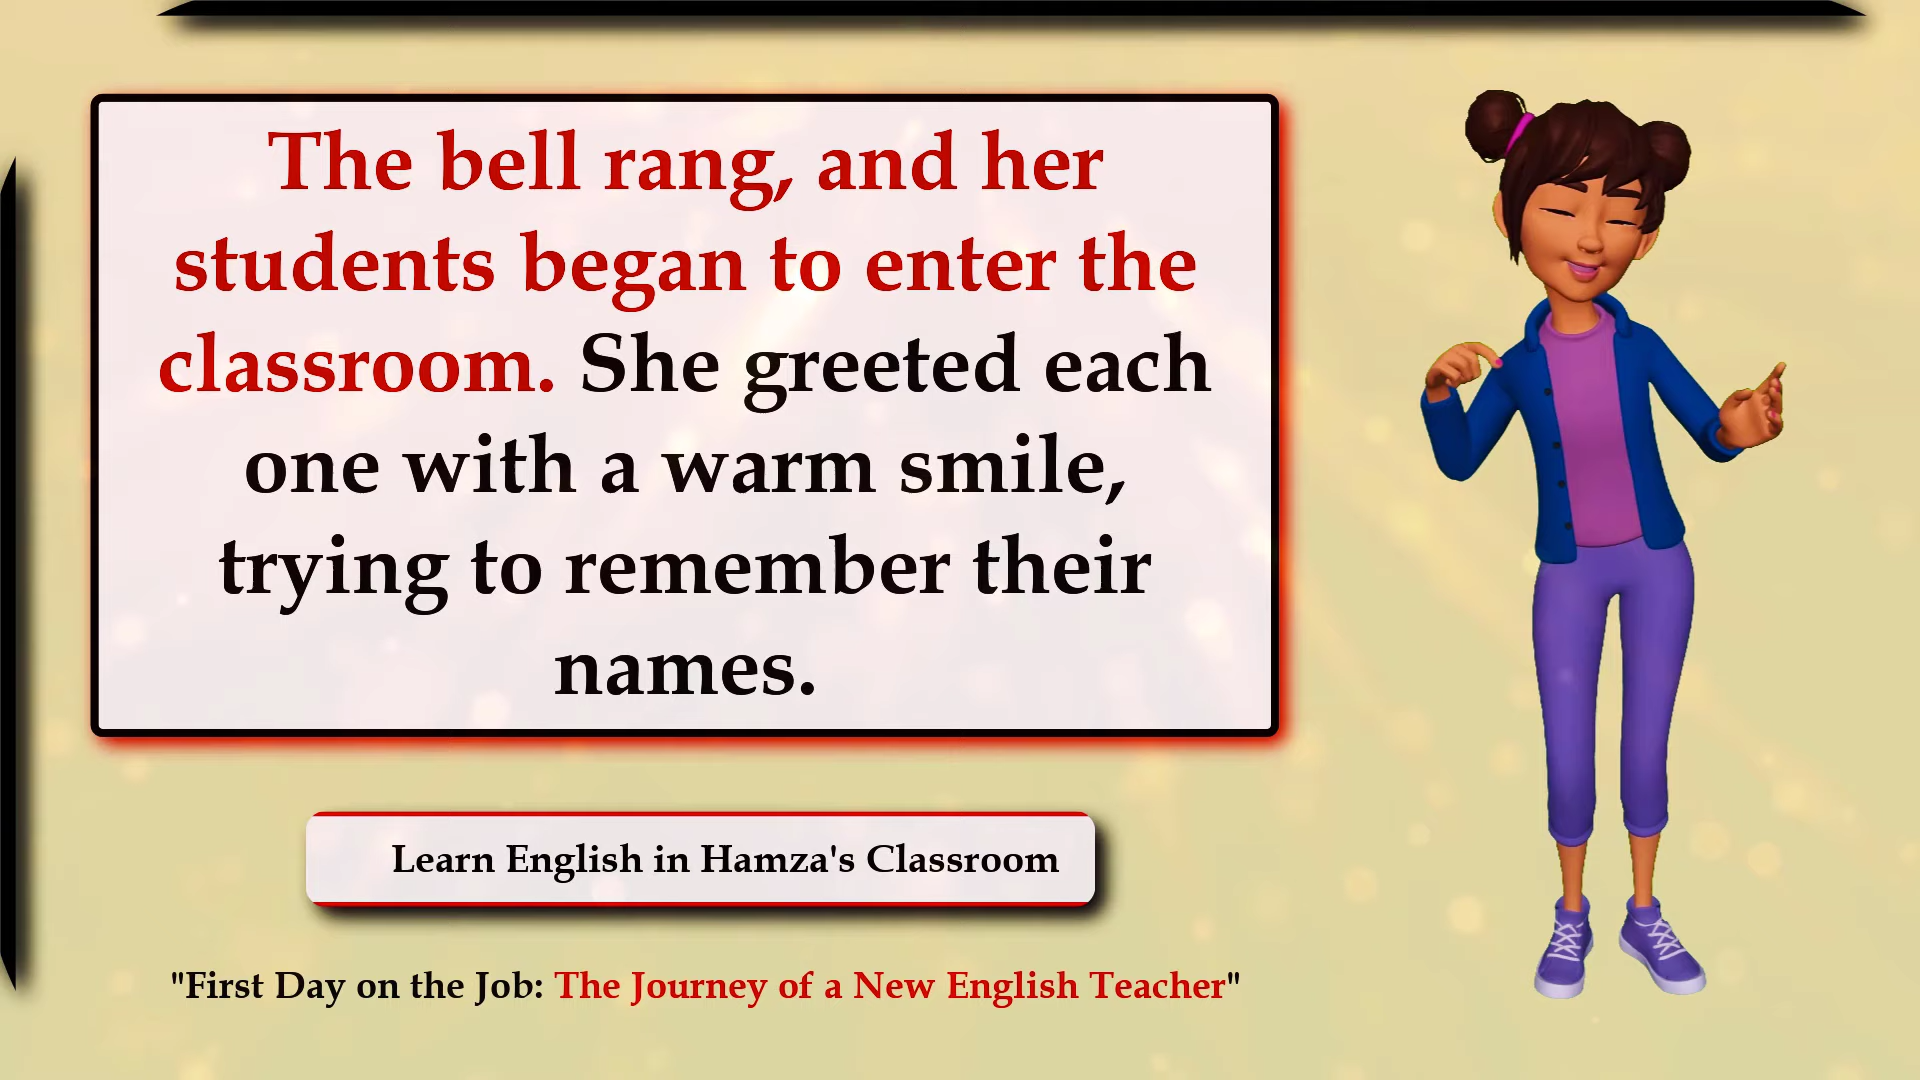 The bell rang, and her
students began to enter the
classroom. She greeted each
one with a warm smile,
trying to remember their
names.
Learn English in Hamza's Classroom
"First Day on the Job: The Journey of a New English Teacher"